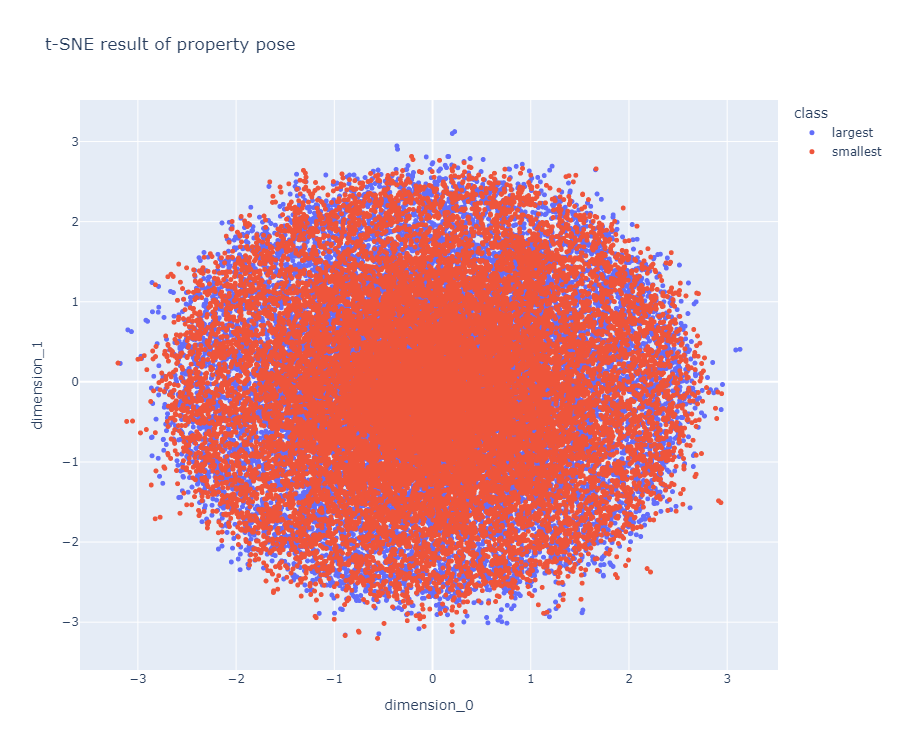 t-SNE result of property pose
class
largest
smallest
3
2
1
0
−1
−2
−3
dimension_1
−3
−2
−1
0
1
2
3
dimension_0